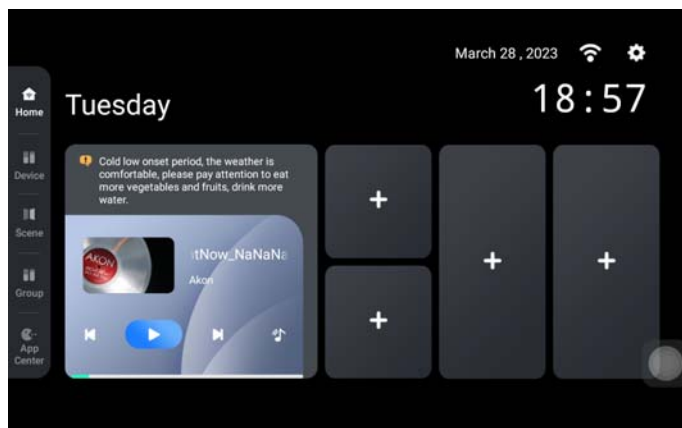 March 28 , 2023
18:57
Tuesday
Home
Device
Scene
Group
App
Center
Cold low onset period, the weather is
comfortable, please pay attention to eat
more vegetables and fruits, drink more
water.
AKON
tNow_NaNaNa
Akon